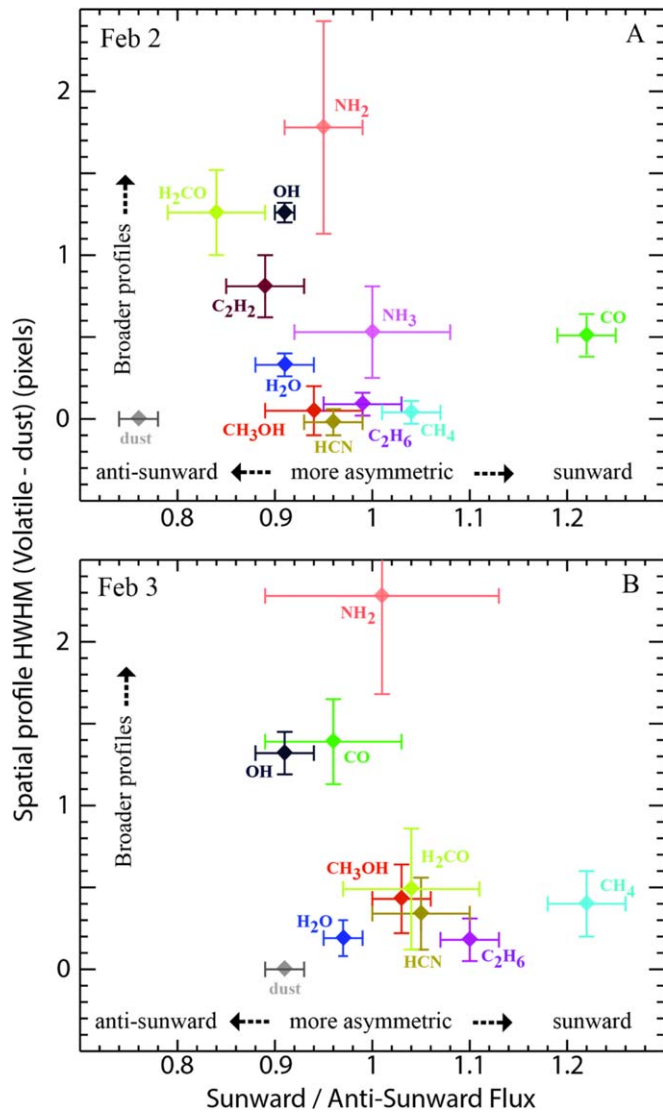 Feb 2
A
2
NH2
H2CO
OH
1
C2H2
NH3
CO
H2O
0
dust
CH3OH
HCN
C2H6
CH4
Broader profiles
anti-sunward more asymmetric sunward
0.8 0.9 1 1.1 1.2
Spatial profile HWHM (Volatile - dust) (pixels)
Feb 3
B
2
NH2
CO
OH
1
Broader profiles
H2CO
CH3OH
CH4
H2O
HCN
C2H6
0
dust
anti-sunward more asymmetric sunward
0.8 0.9 1 1.1 1.2
Sunward / Anti-Sunward Flux